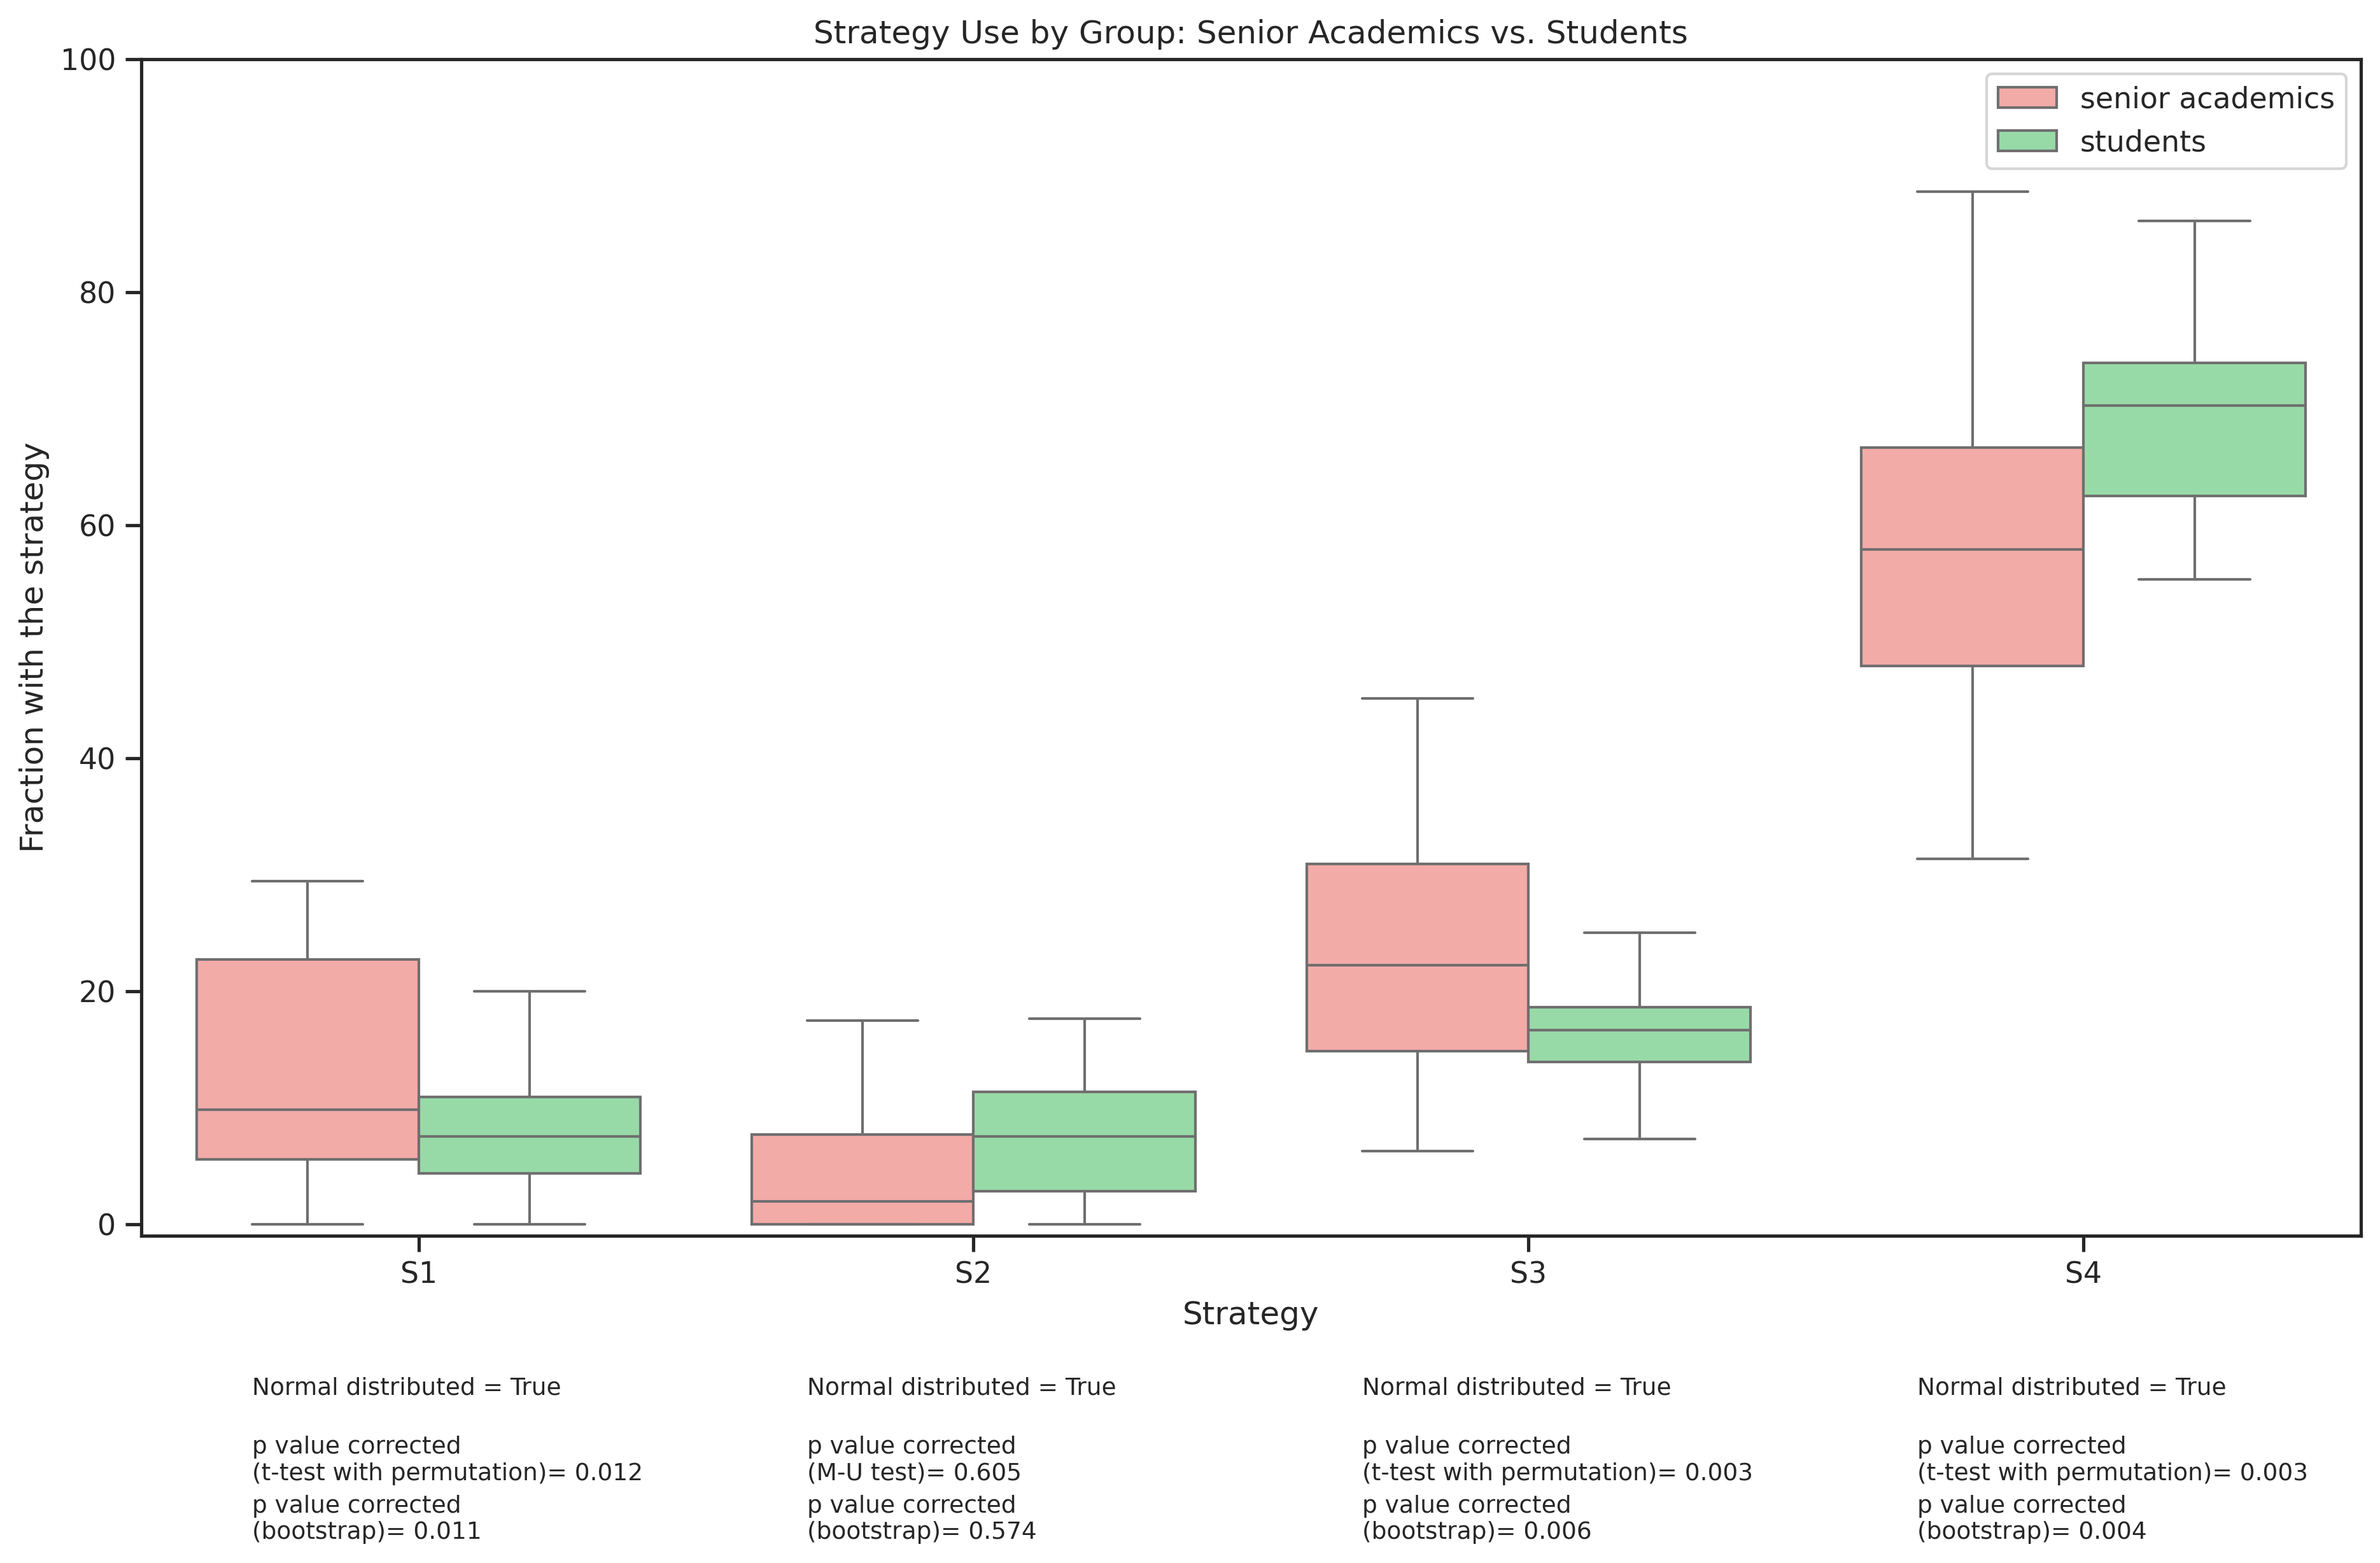 Strategy Use by Group: Senior Academics vs. Students
senior academics
students
Fraction with the strategy
100
80
60
40
20
0
S1
S2
S3
S4
Strategy
Normal distributed = True
p value corrected
(t-test with permutation)= 0.012
p value corrected
(bootstrap)= 0.011
Normal distributed = True
p value corrected
(M-U test)= 0.605
p value corrected
(bootstrap)= 0.574
Normal distributed = True
p value corrected
(t-test with permutation)= 0.003
p value corrected
(bootstrap)= 0.006
Normal distributed = True
p value corrected
(t-test with permutation)= 0.003
p value corrected
(bootstrap)= 0.004